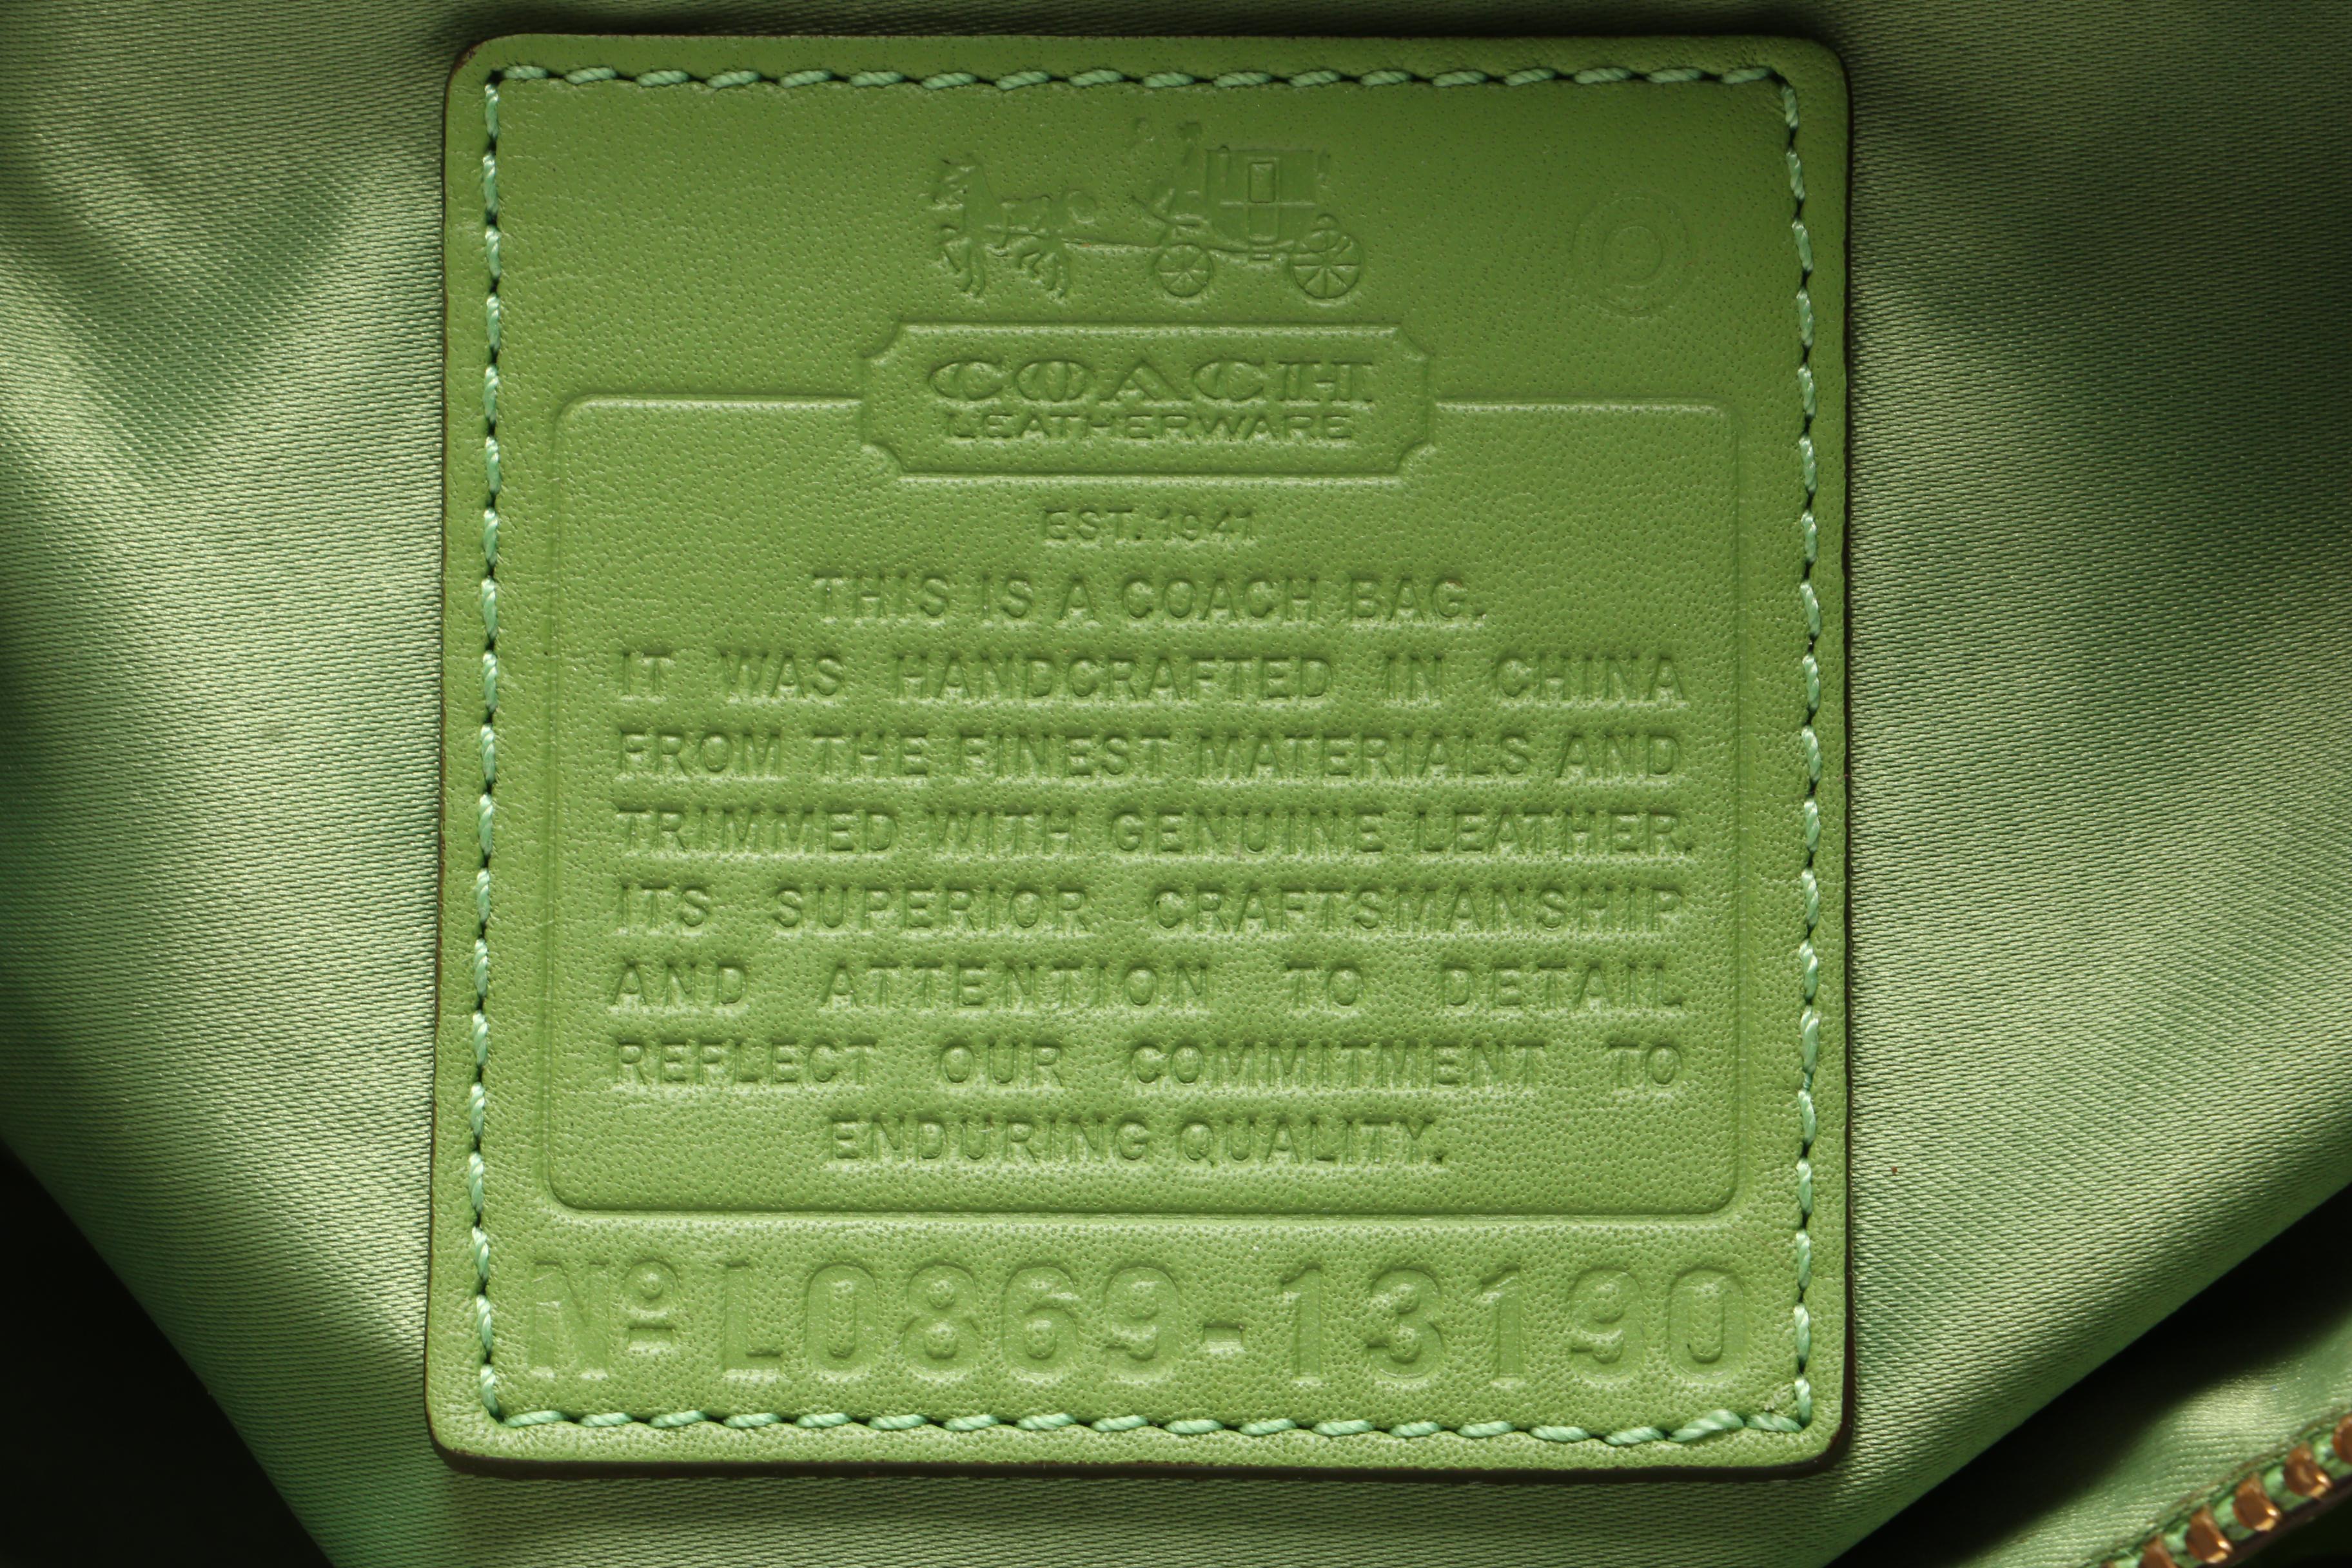 COACH
LEATHERWARE
EST. 1941
THIS IS A COACH BAG.
IT WAS HANDCRAFTED IN CHINA
FROM THE FINEST MATERIALS AND
TRIMMED WITH GENUINE LEATHER.
ITS SUPERIOR CRAFTSMANSHIP
AND ATTENTION TO DETAIL
REFLECT OUR COMMITMENT TO
ENDURING QUALITY.
Nº L0869-13190